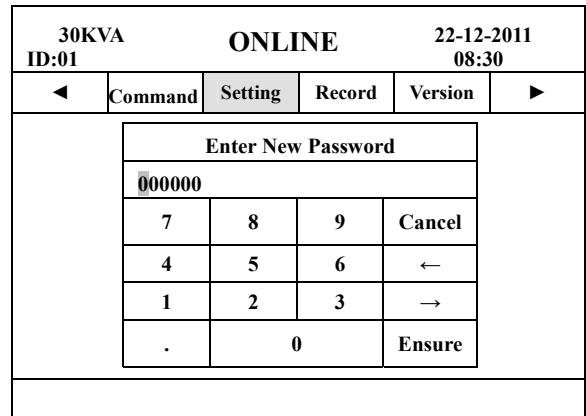 30KVA ONLINE 22-12-2011
ID:01 08:30
◄ Command Setting Record Version ►
Enter New Password
000000
7 8 9 Cancel
4 5 6 ←
1 2 3 →
. 0 Ensure